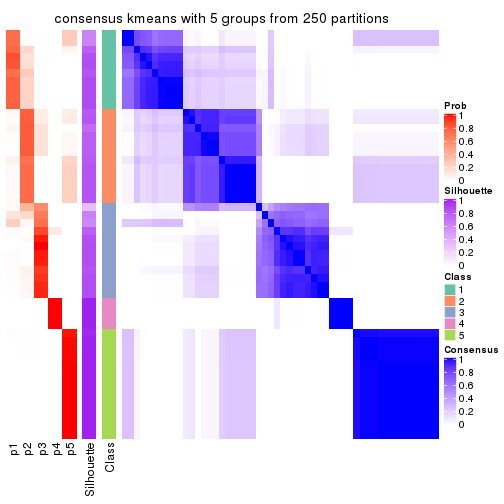 consensus kmeans with 5 groups from 250 partitions
Prob
1
0.8
0.6
0.4
0.2
0
Silhouette
1
0.8
0.6
0.4
0.2
0
Class
1
2
3
4
5
Consensus
1
0.8
0.6
0.4
0.2
0
p1
p2
p3
p4
p5
Silhouette
Class